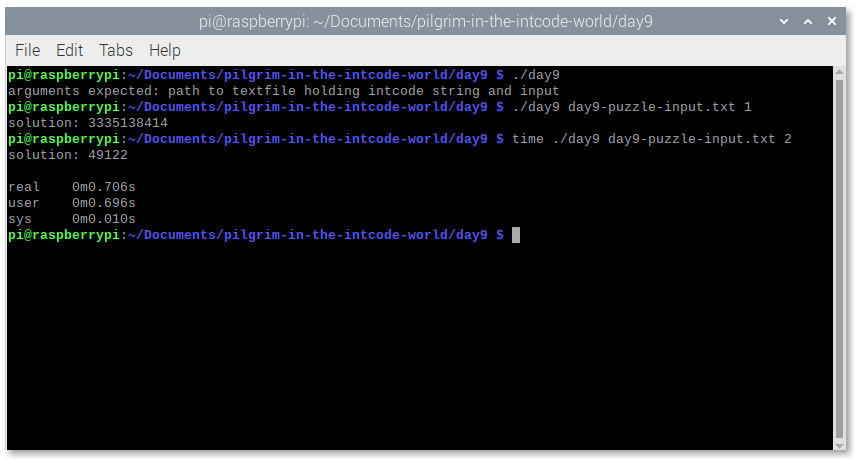 pi@raspberrypi: ~/Documents/pilgrim-in-the-intcode-world/day9
File Edit Tabs Help
pi@raspberrypi:~/Documents/pilgrim-in-the-intcode-world/day9 $ ./day9
arguments expected: path to textfile holding intcode string and input
pi@raspberrypi:~/Documents/pilgrim-in-the-intcode-world/day9 $ ./day9 day9-puzzle-input.txt 1
solution: 3335138414
pi@raspberrypi:~/Documents/pilgrim-in-the-intcode-world/day9 $ time ./day9 day9-puzzle-input.txt 2
solution: 49122
real 0m0.706s
user 0m0.696s
sys 0m0.010s
pi@raspberrypi:~/Documents/pilgrim-in-the-intcode-world/day9 $